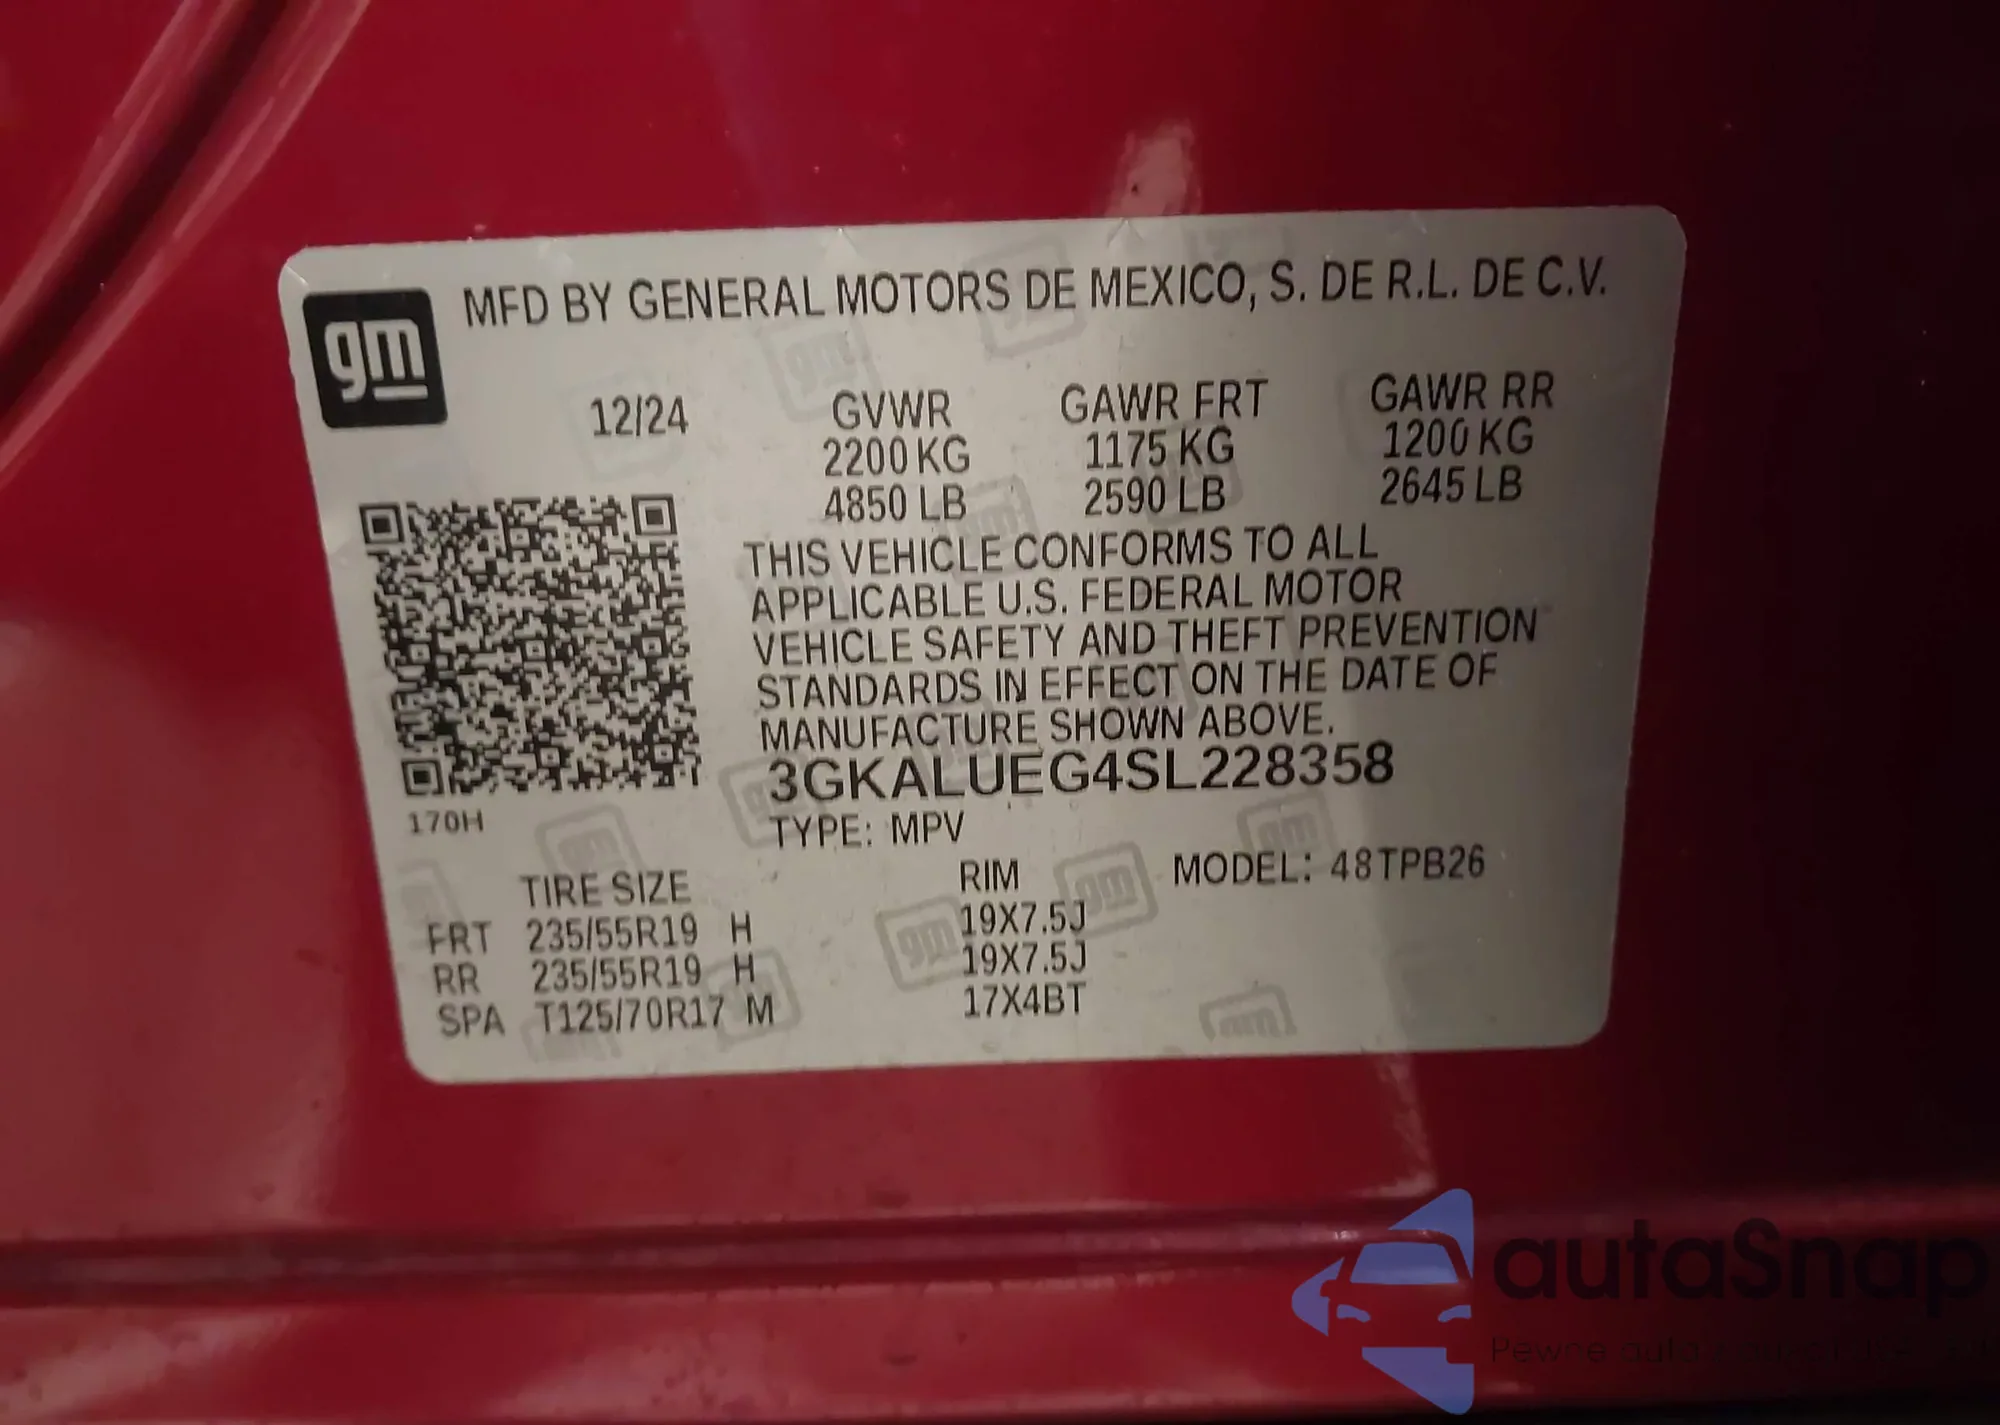 gm
MFD BY GENERAL MOTORS DE MEXICO, S. DE R.L. DE C.V.
12/24 GVWR GAWR FRT GAWR RR
2200 KG 1175 KG 1200 KG
4850 LB 2590 LB 2645 LB
THIS VEHICLE CONFORMS TO ALL
APPLICABLE U.S. FEDERAL MOTOR
VEHICLE SAFETY AND THEFT PREVENTION
STANDARDS IN EFFECT ON THE DATE OF
MANUFACTURE SHOWN ABOVE.
3GKALUEG4SL228358
170H
TYPE: MPV
TIRE SIZE RIM MODEL: 48TPB26
FRT 235/55R19 H 19X7.5J
RR 235/55R19 H 19X7.5J
SPA T125/70R17 M 17X4BT
autaSnap
Pewne auto